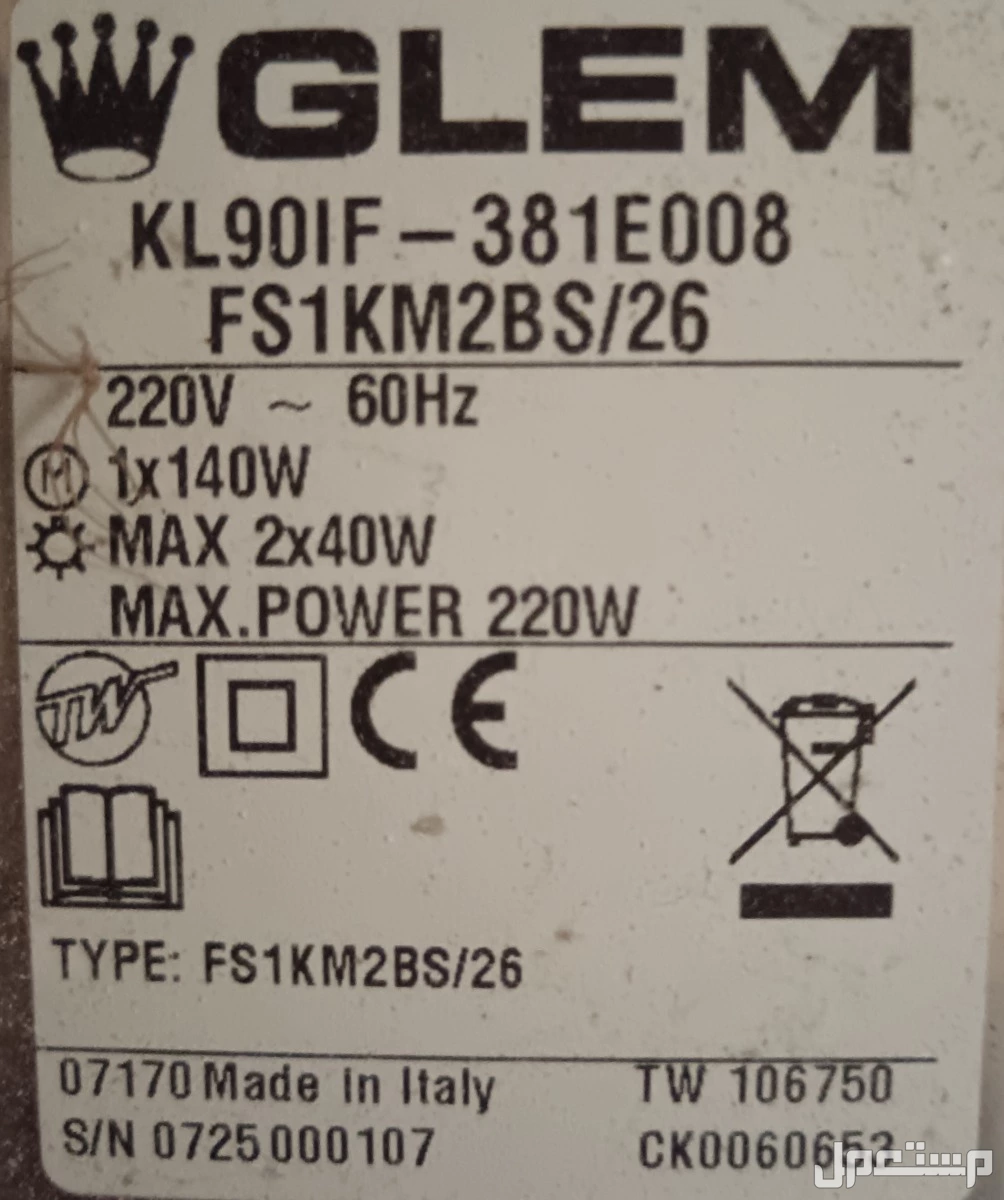 GLEM
KL90IF-381E008
FS1KM2BS/26
220V ~ 60Hz
M 1x140W
MAX 2x40W
MAX.POWER 220W
TW CE
TYPE: FS1KM2BS/26
07170 Made in Italy TW 106750
S/N 0725000107 CK0060653
مستعمل